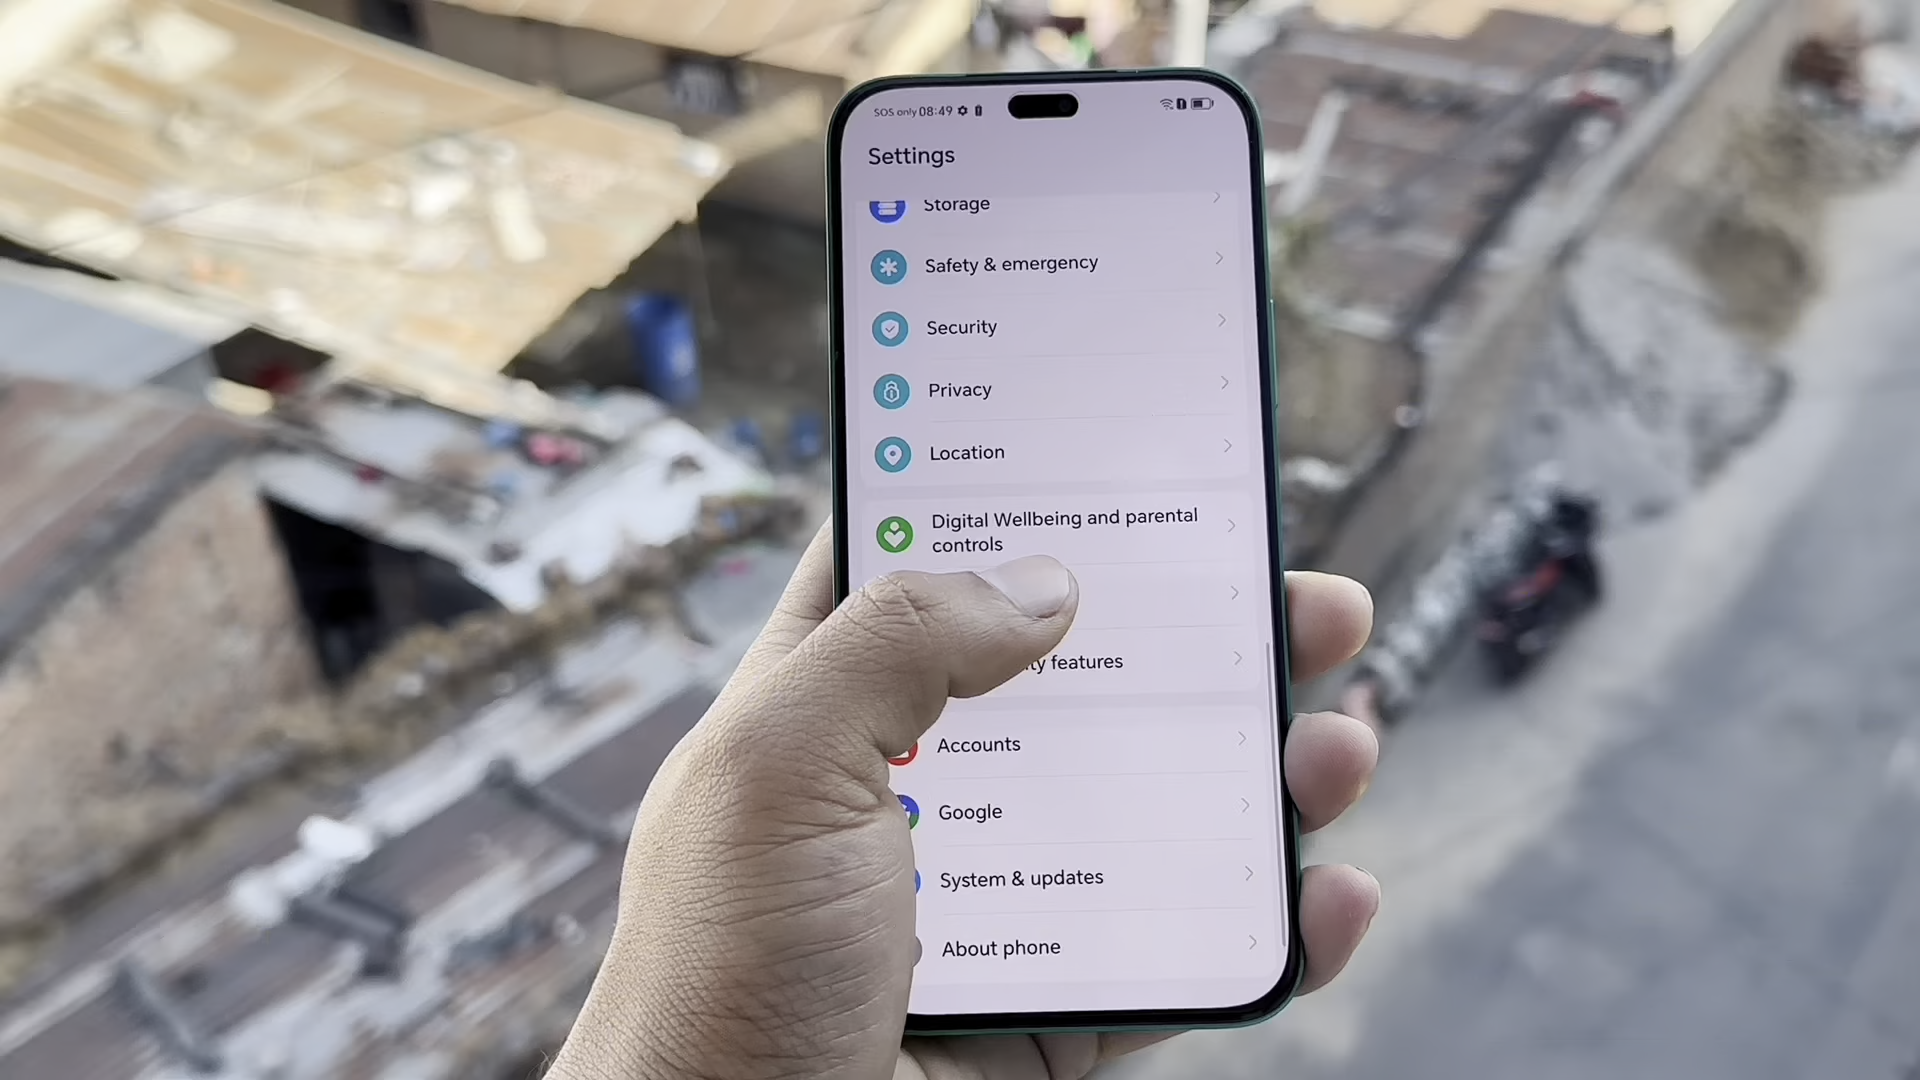 SOS only 08:49
Settings
Storage
Safety & emergency
Security
Privacy
Location
Digital Wellbeing and parental
controls
features
Accounts
Google
System & updates
About phone